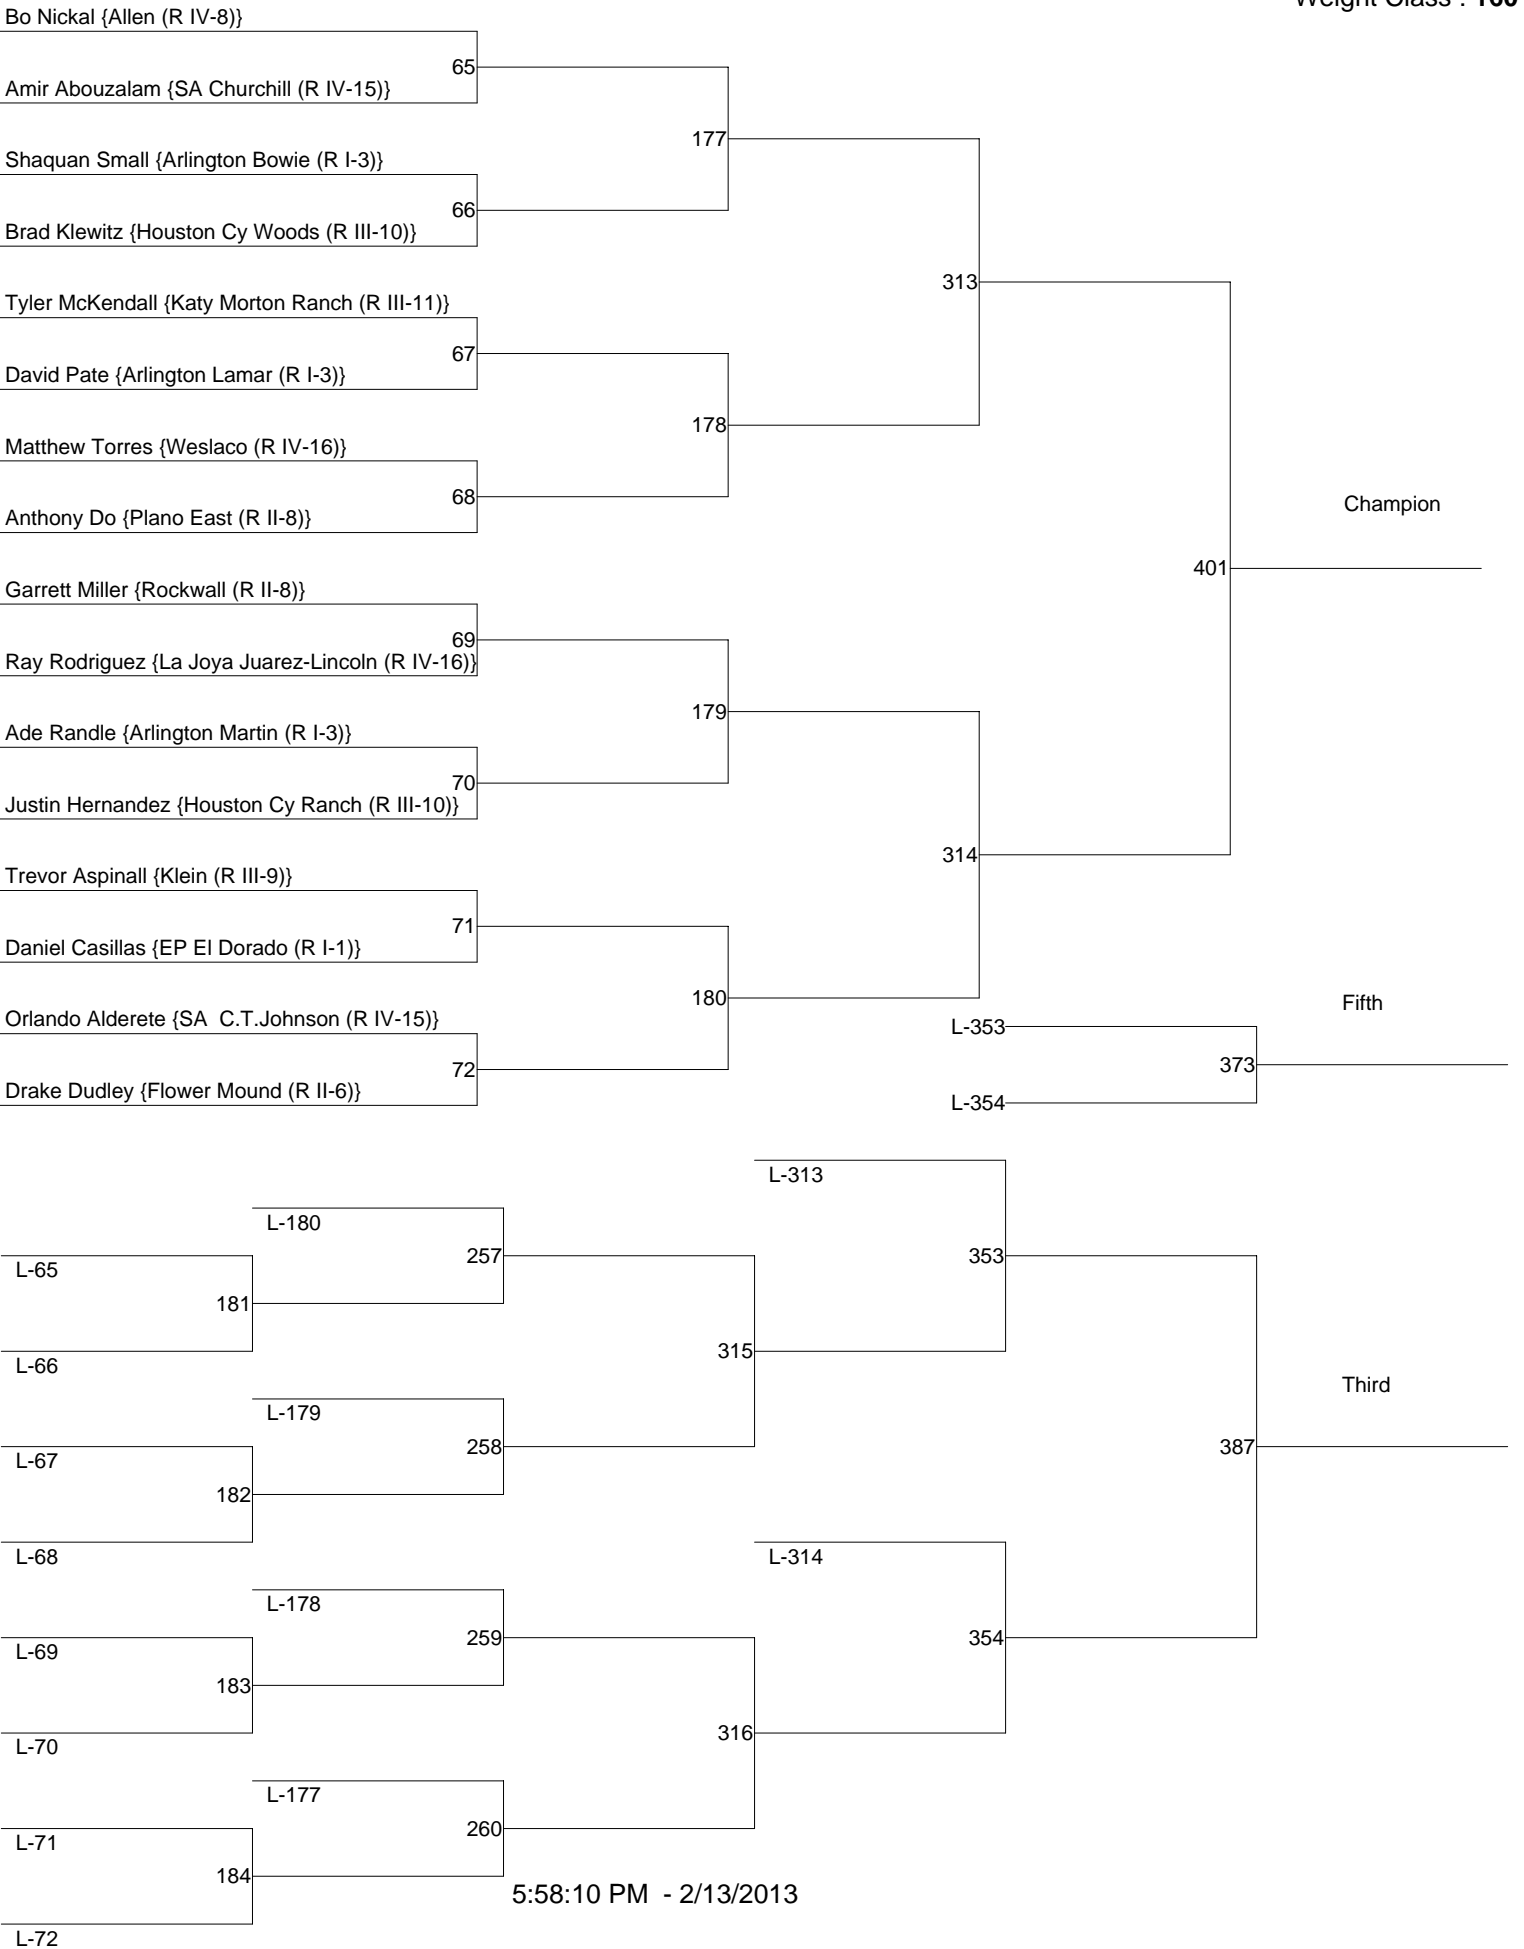 Bo Nickal {Allen (R IV-8)}
65
Amir Abouzalam {SA Churchill (R IV-15)}
177
Shaquan Small {Arlington Bowie (R I-3)}
66
Brad Klewitz {Houston Cy Woods (R III-10)}
313
Tyler McKendall {Katy Morton Ranch (R III-11)}
67
David Pate {Arlington Lamar (R I-3)}
178
Matthew Torres {Weslaco (R IV-16)}
68
Anthony Do {Plano East (R II-8)}
Champion
401
Garrett Miller {Rockwall (R II-8)}
69
Ray Rodriguez {La Joya Juarez-Lincoln (R IV-16)}
179
Ade Randle {Arlington Martin (R I-3)}
70
Justin Hernandez {Houston Cy Ranch (R III-10)}
314
Trevor Aspinall {Klein (R III-9)}
71
Daniel Casillas {EP El Dorado (R I-1)}
180
Orlando Alderete {SA  C.T.Johnson (R IV-15)}
72
Drake Dudley {Flower Mound (R II-6)}
Fifth
L-353
373
L-354
L-313
L-180
257
353
L-65
181
315
L-66
Third
L-179
258
387
L-67
182
L-68
L-314
L-178
259
354
L-69
183
316
L-70
L-177
260
L-71
184
5:58:10 PM  - 2/13/2013
L-72